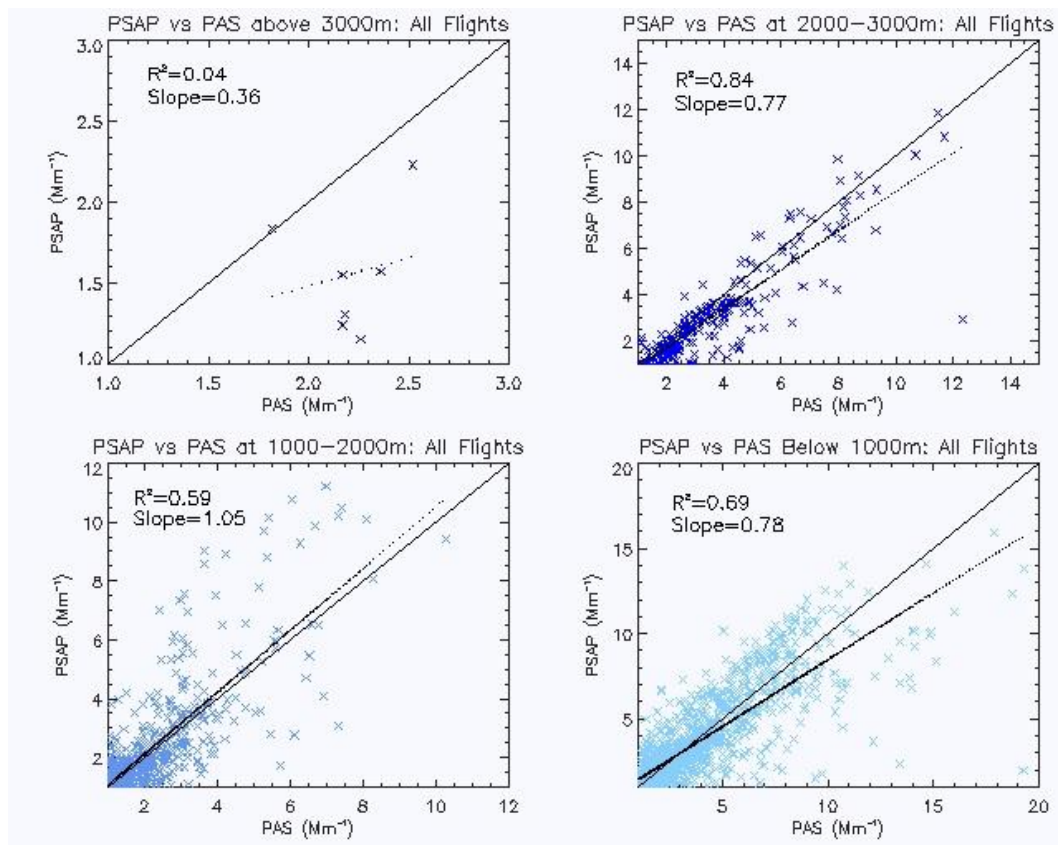 PSAP vs PAS above 3000m: All Flights
3.0
2.5
2.0
1.5
1.0
PSAP (Mm⁻¹)
R²=0.04
Slope=0.36
1.0 1.5 2.0 2.5 3.0
PAS (Mm⁻¹)
PSAP vs PAS at 2000-3000m: All Flights
14
12
10
8
6
4
2
PSAP (Mm⁻¹)
R²=0.84
Slope=0.77
2 4 6 8 10 12 14
PAS (Mm⁻¹)
PSAP vs PAS at 1000-2000m: All Flights
12
10
8
6
4
2
PSAP (Mm⁻¹)
R²=0.59
Slope=1.05
2 4 6 8 10 12
PAS (Mm⁻¹)
PSAP vs PAS Below 1000m: All Flights
20
15
10
5
PSAP (Mm⁻¹)
R²=0.69
Slope=0.78
5 10 15 20
PAS (Mm⁻¹)